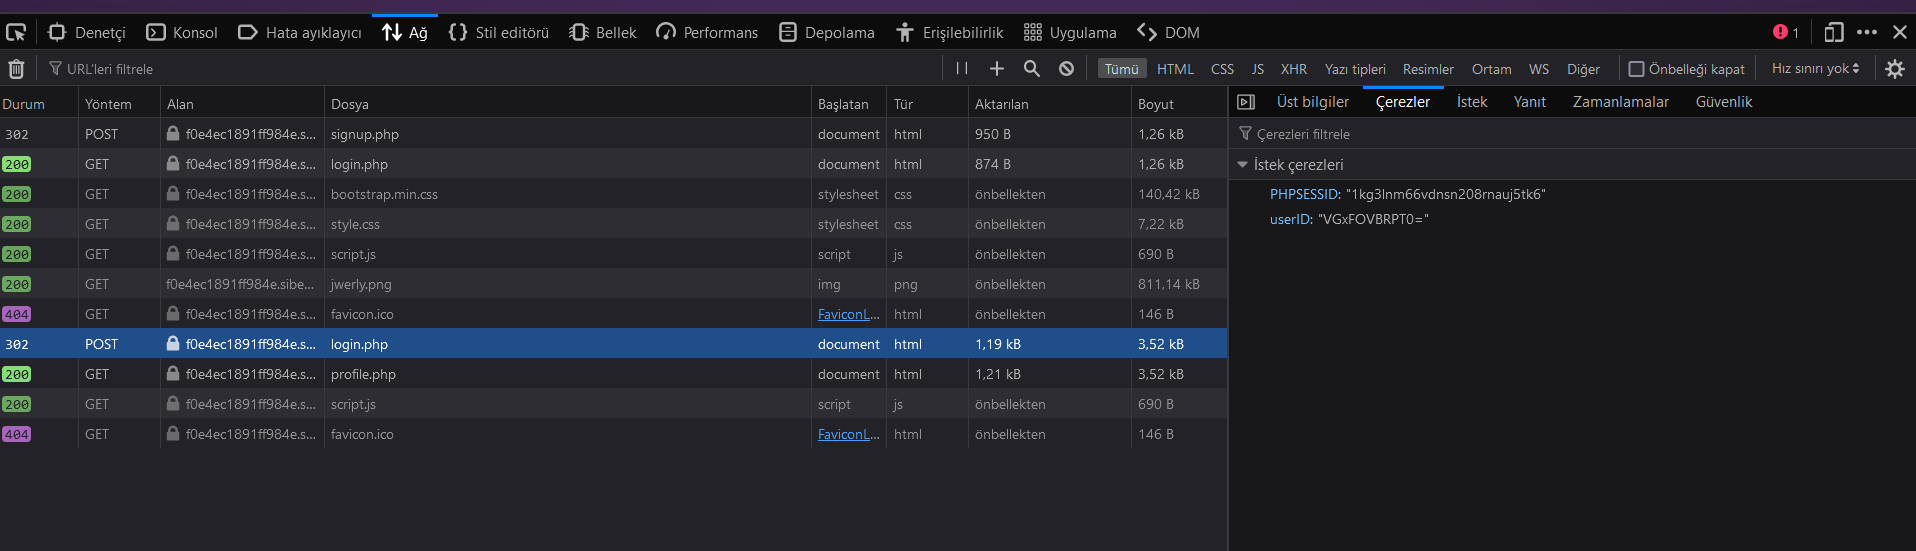 Denetçi Konsol Hata ayıklayıcı Ağ Stil editörü Bellek Performans Depolama Erişilebilirlik Uygulama DOM 1
URL'leri filtrele Tümü HTML CSS JS XHR Yazı tipleri Resimler Ortam WS Diğer Önbelleği kapat Hız sınırı yok
Durum Yöntem Alan Dosya Başlatan Tür Aktarılan Boyut
302 POST f0e4ec1891ff984e.s... signup.php document html 950 B 1,26 kB
200 GET f0e4ec1891ff984e.s... login.php document html 874 B 1,26 kB
200 GET f0e4ec1891ff984e.s... bootstrap.min.css stylesheet css önbellekten 140,42 kB
200 GET f0e4ec1891ff984e.s... style.css stylesheet css önbellekten 7,22 kB
200 GET f0e4ec1891ff984e.s... script.js script js önbellekten 690 B
200 GET f0e4ec1891ff984e.sibe... jwerly.png img png önbellekten 811,14 kB
404 GET f0e4ec1891ff984e.s... favicon.ico FaviconL... html önbellekten 146 B
302 POST f0e4ec1891ff984e.s... login.php document html 1,19 kB 3,52 kB
200 GET f0e4ec1891ff984e.s... profile.php document html 1,21 kB 3,52 kB
200 GET f0e4ec1891ff984e.s... script.js script js önbellekten 690 B
404 GET f0e4ec1891ff984e.s... favicon.ico FaviconL... html önbellekten 146 B
Üst bilgiler Çerezler İstek Yanıt Zamanlamalar Güvenlik
Çerezleri filtrele
İstek çerezleri
PHPSESSID: "1kg3lnm66vdnsn208rnauj5tk6"
userID: "VGxFOVBRPT0="